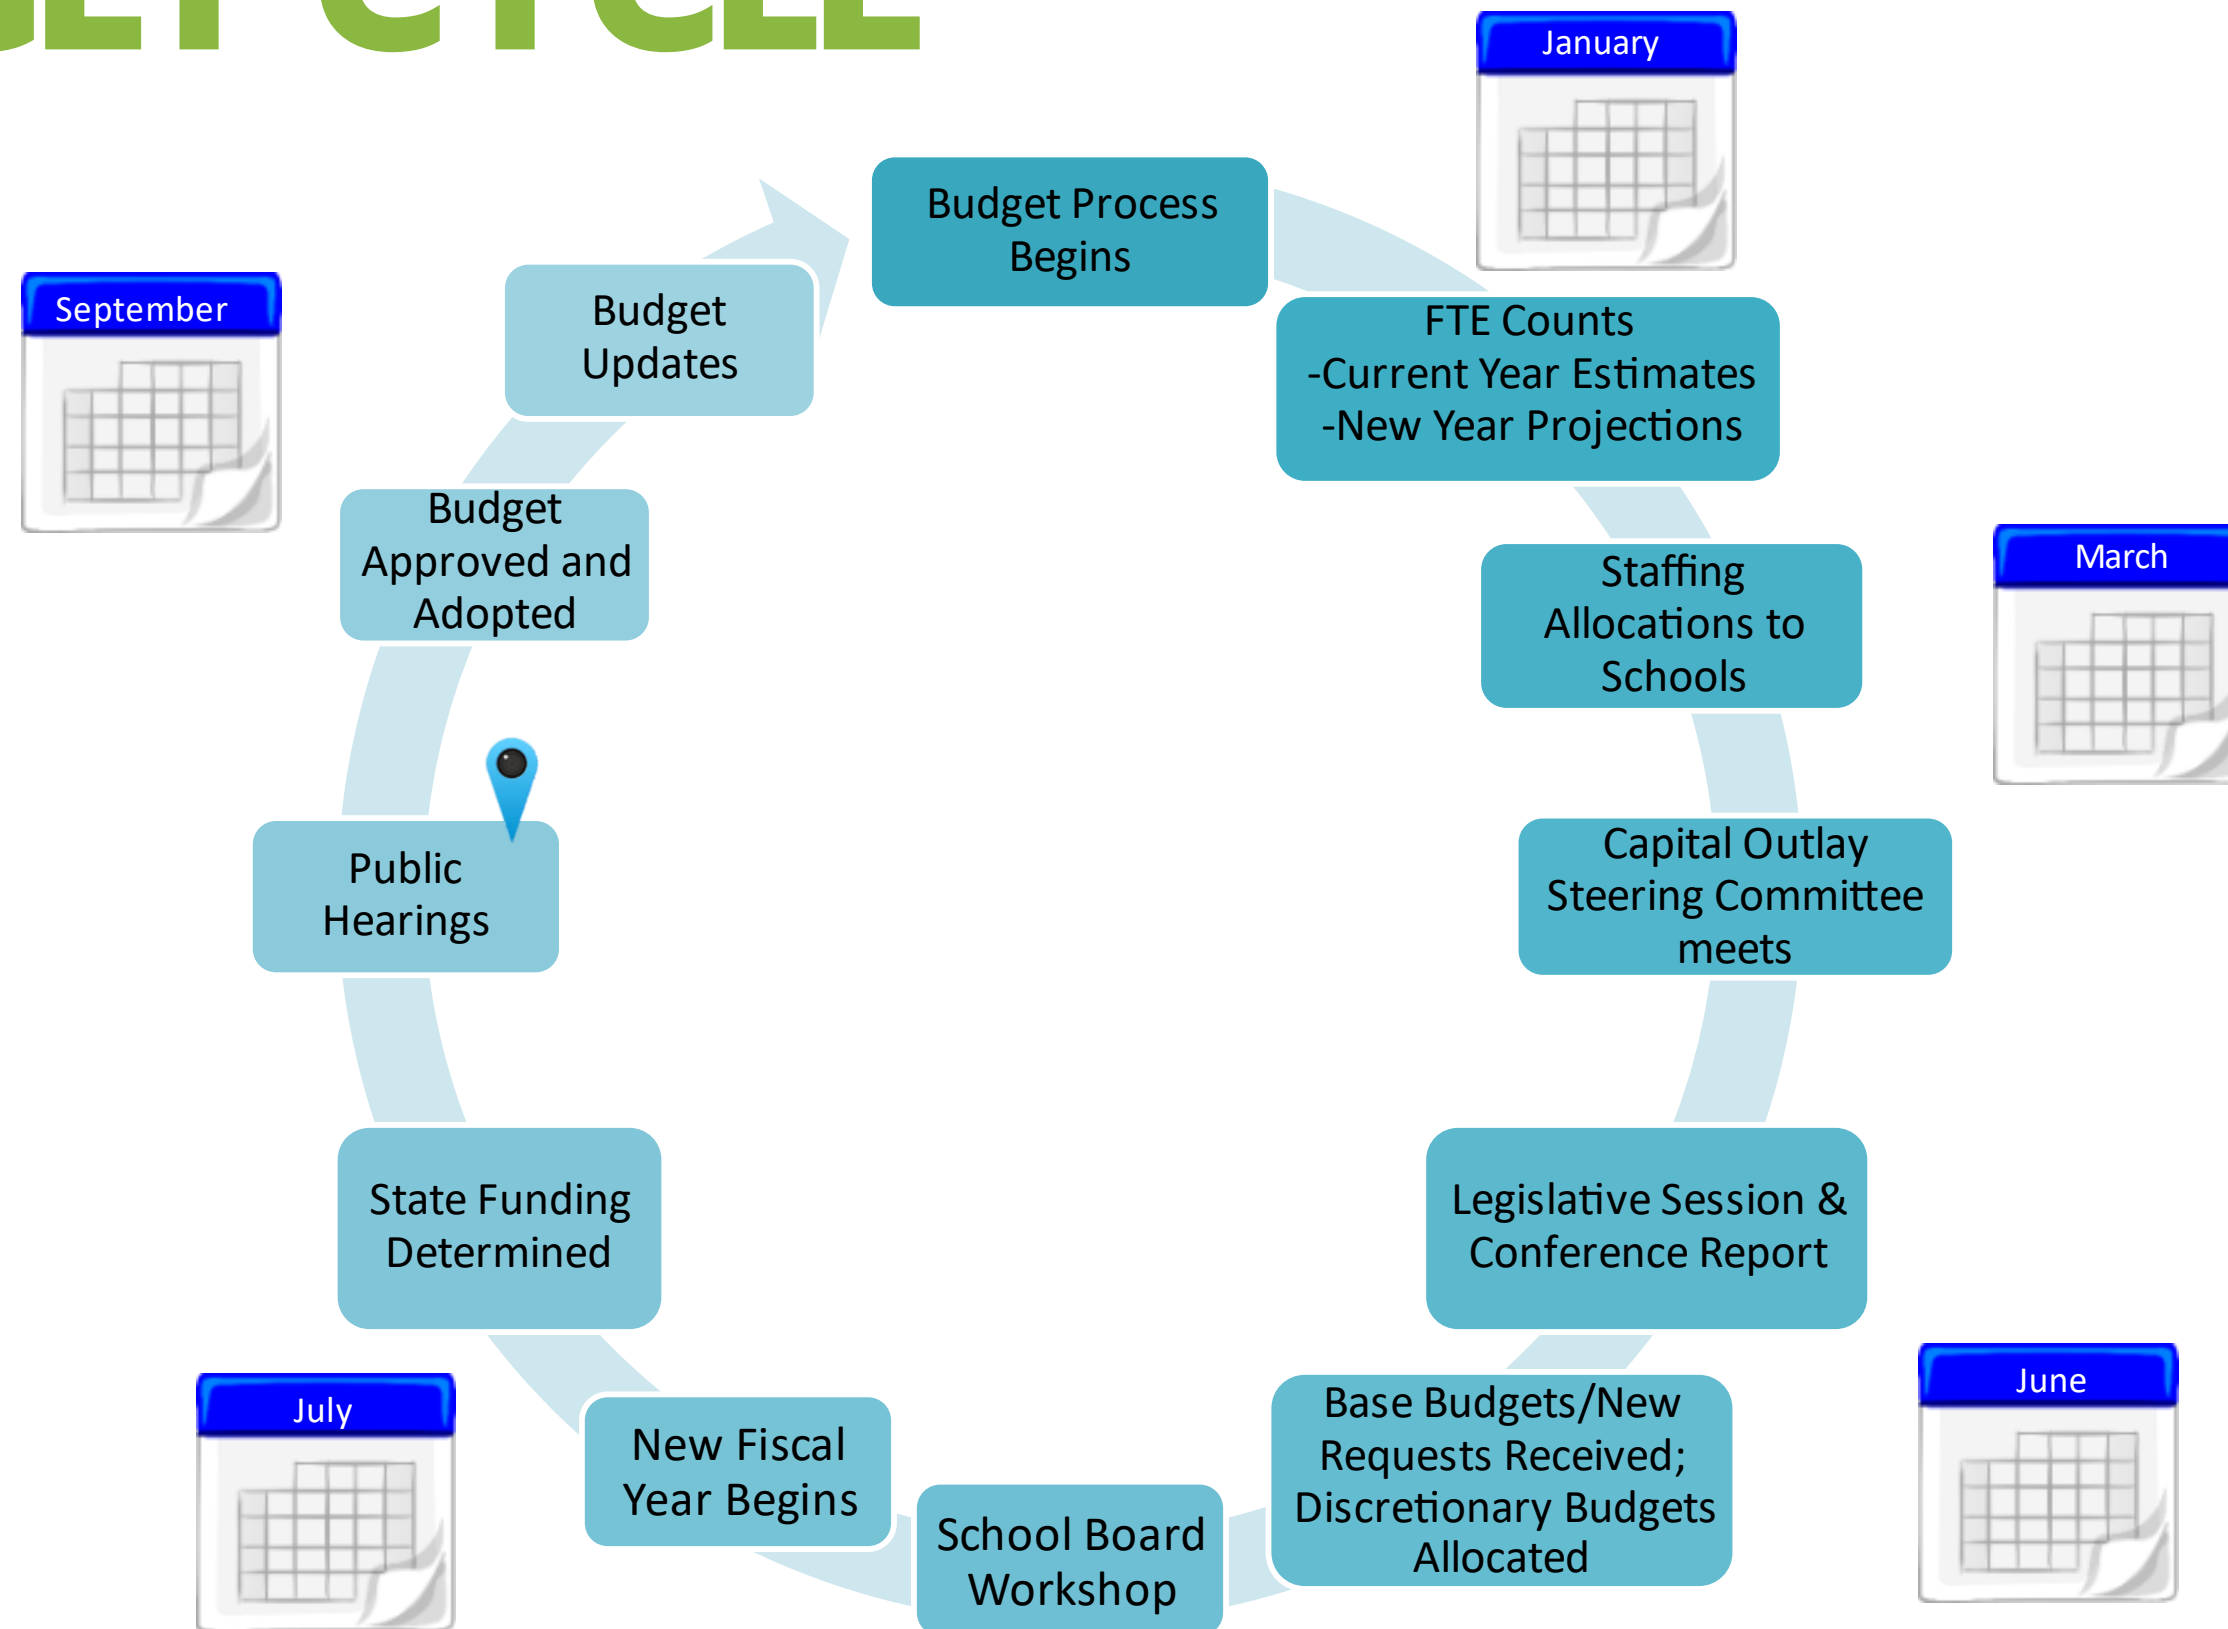 GET CYCLE
January
Budget Process
Begins
FTE Counts
-Current Year Estimates
-New Year Projections
March
Staffing
Allocations to
Schools
Capital Outlay
Steering Committee
meets
Legislative Session &
Conference Report
June
Base Budgets/New
Requests Received;
Discretionary Budgets
Allocated
School Board
Workshop
New Fiscal
Year Begins
July
State Funding
Determined
Public
Hearings
Budget
Approved and
Adopted
September
Budget
Updates